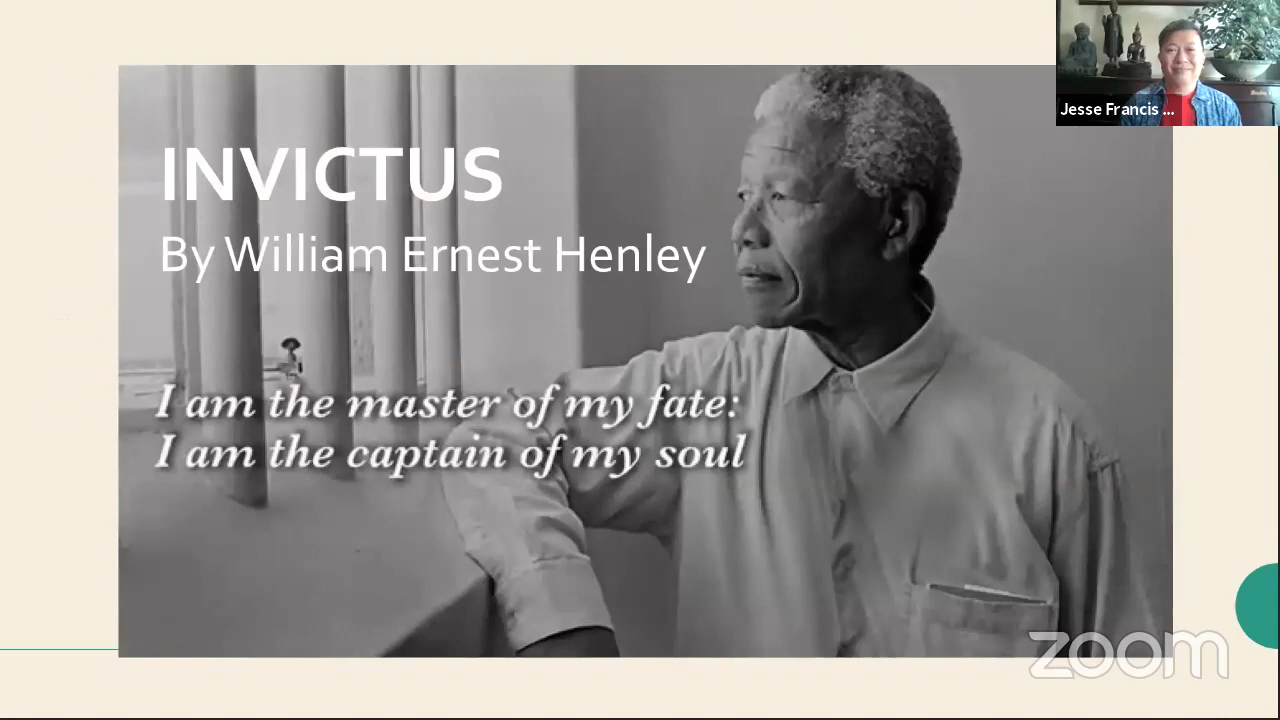 INVICTUS
By William Ernest Henley
I am the master of my fate:
I am the captain of my soul
Jesse Francis ...
zoom